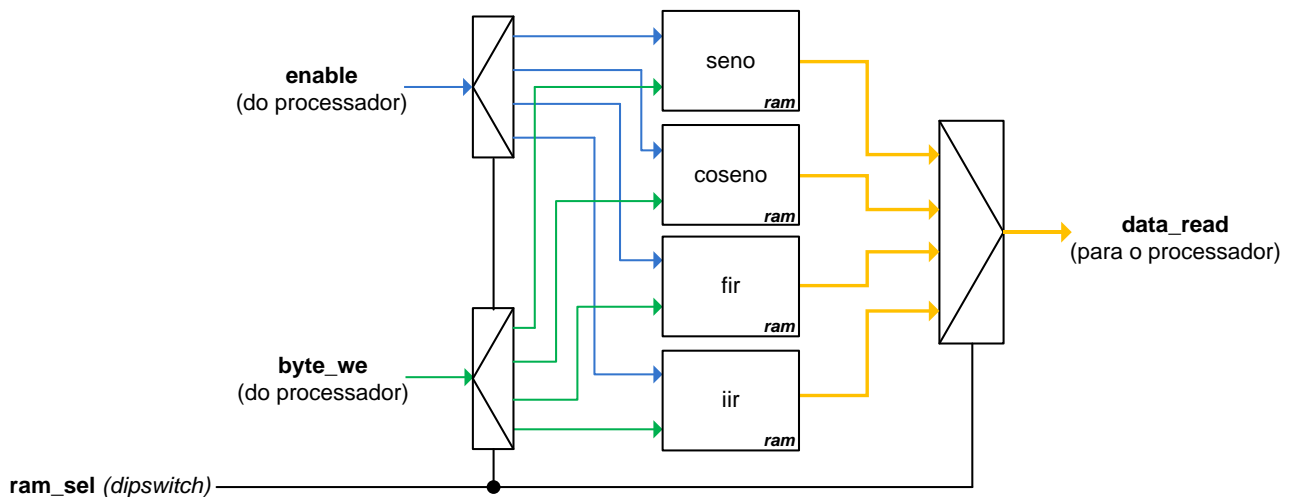 enable
(do processador)
byte_we
(do processador)
ram_sel (dipswitch)
seno
ram
coseno
ram
fir
ram
iir
ram
data_read
(para o processador)